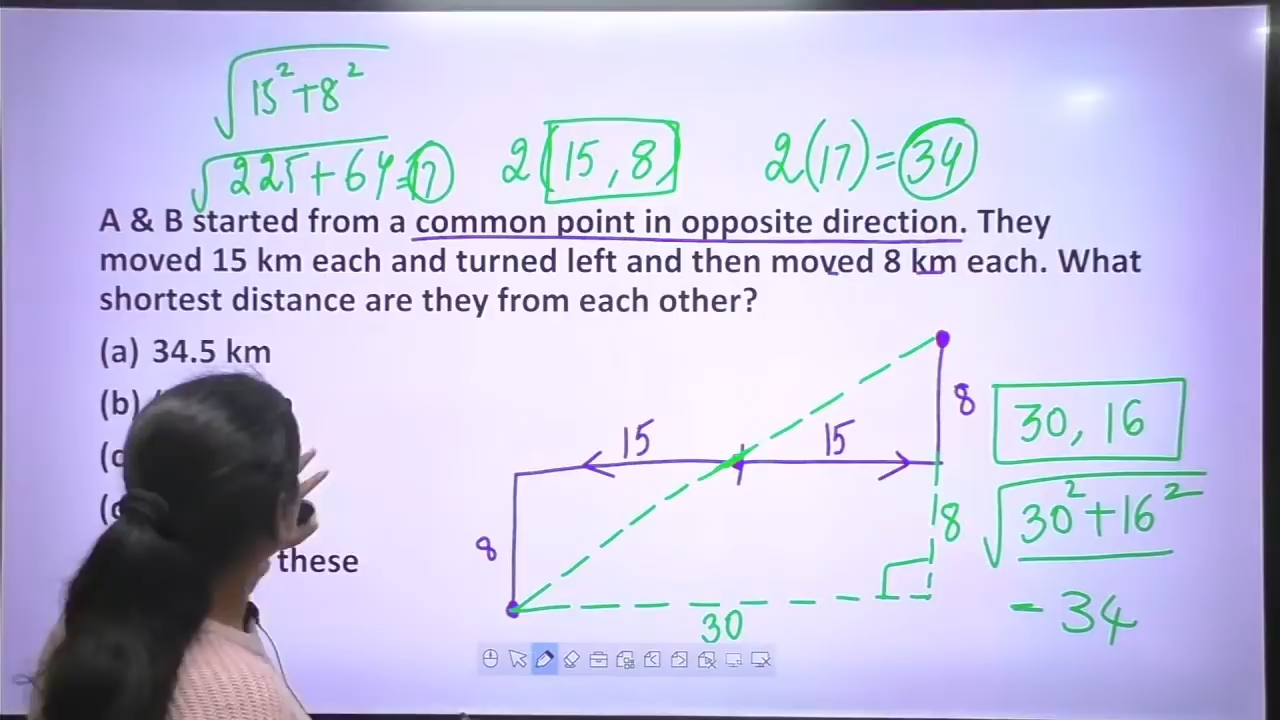 √15²+8²
√225+64=17
2(15,8)
2(17)=34
A & B started from a common point in opposite direction. They
moved 15 km each and turned left and then moved 8 km each. What
shortest distance are they from each other?
(a) 34.5 km
(b)
these
15
15
8
8
8
30
30, 16
√30²+16²
= 34